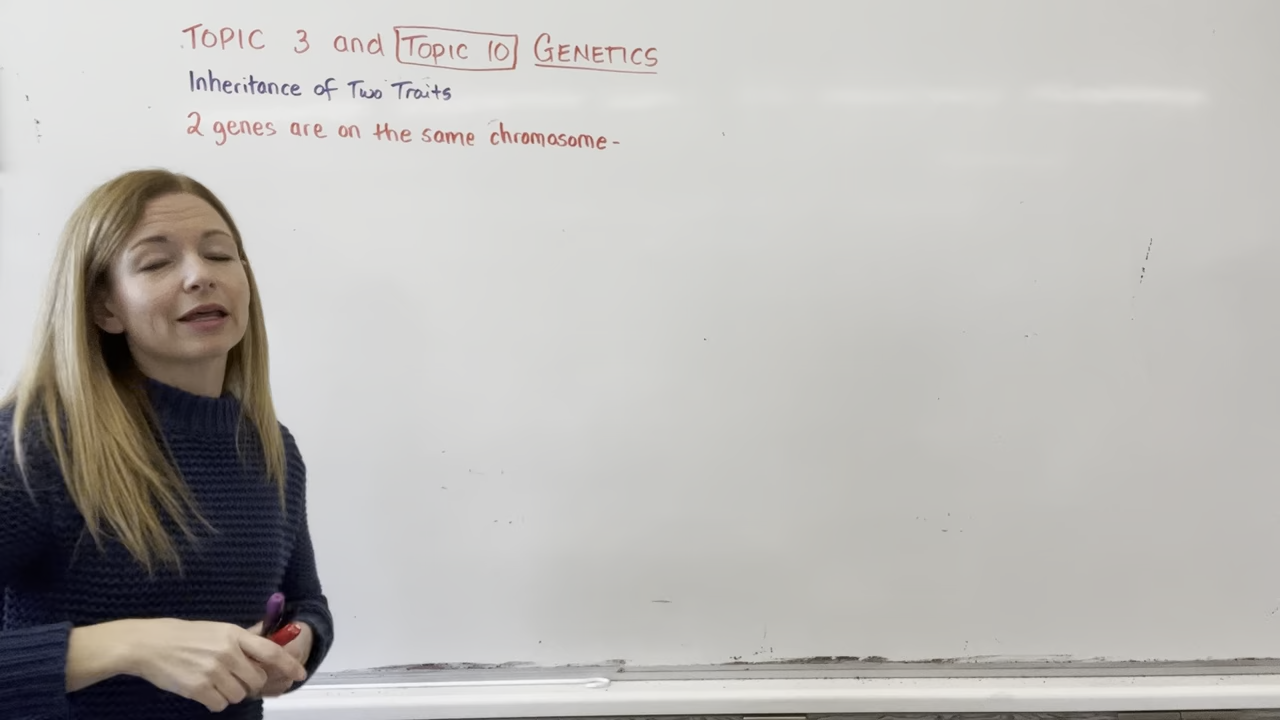 TOPIC 3 and TOPIC 10 GENETICS
Inheritance of Two Traits
2 genes are on the same chromosome-